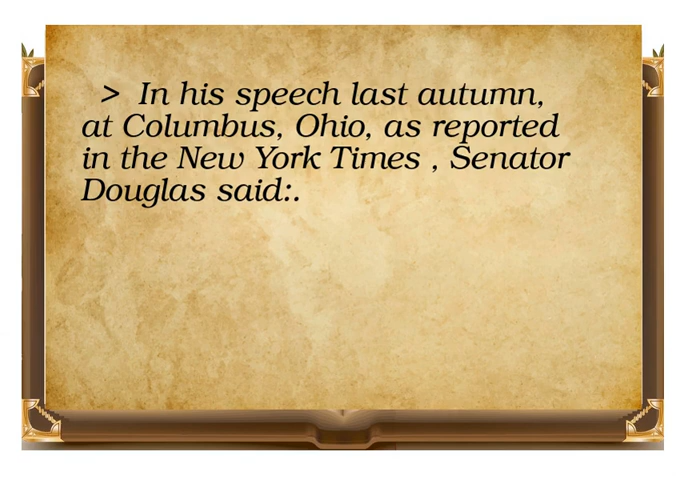 > In his speech last autumn,
at Columbus, Ohio, as reported
in the New York Times , Senator
Douglas said:.